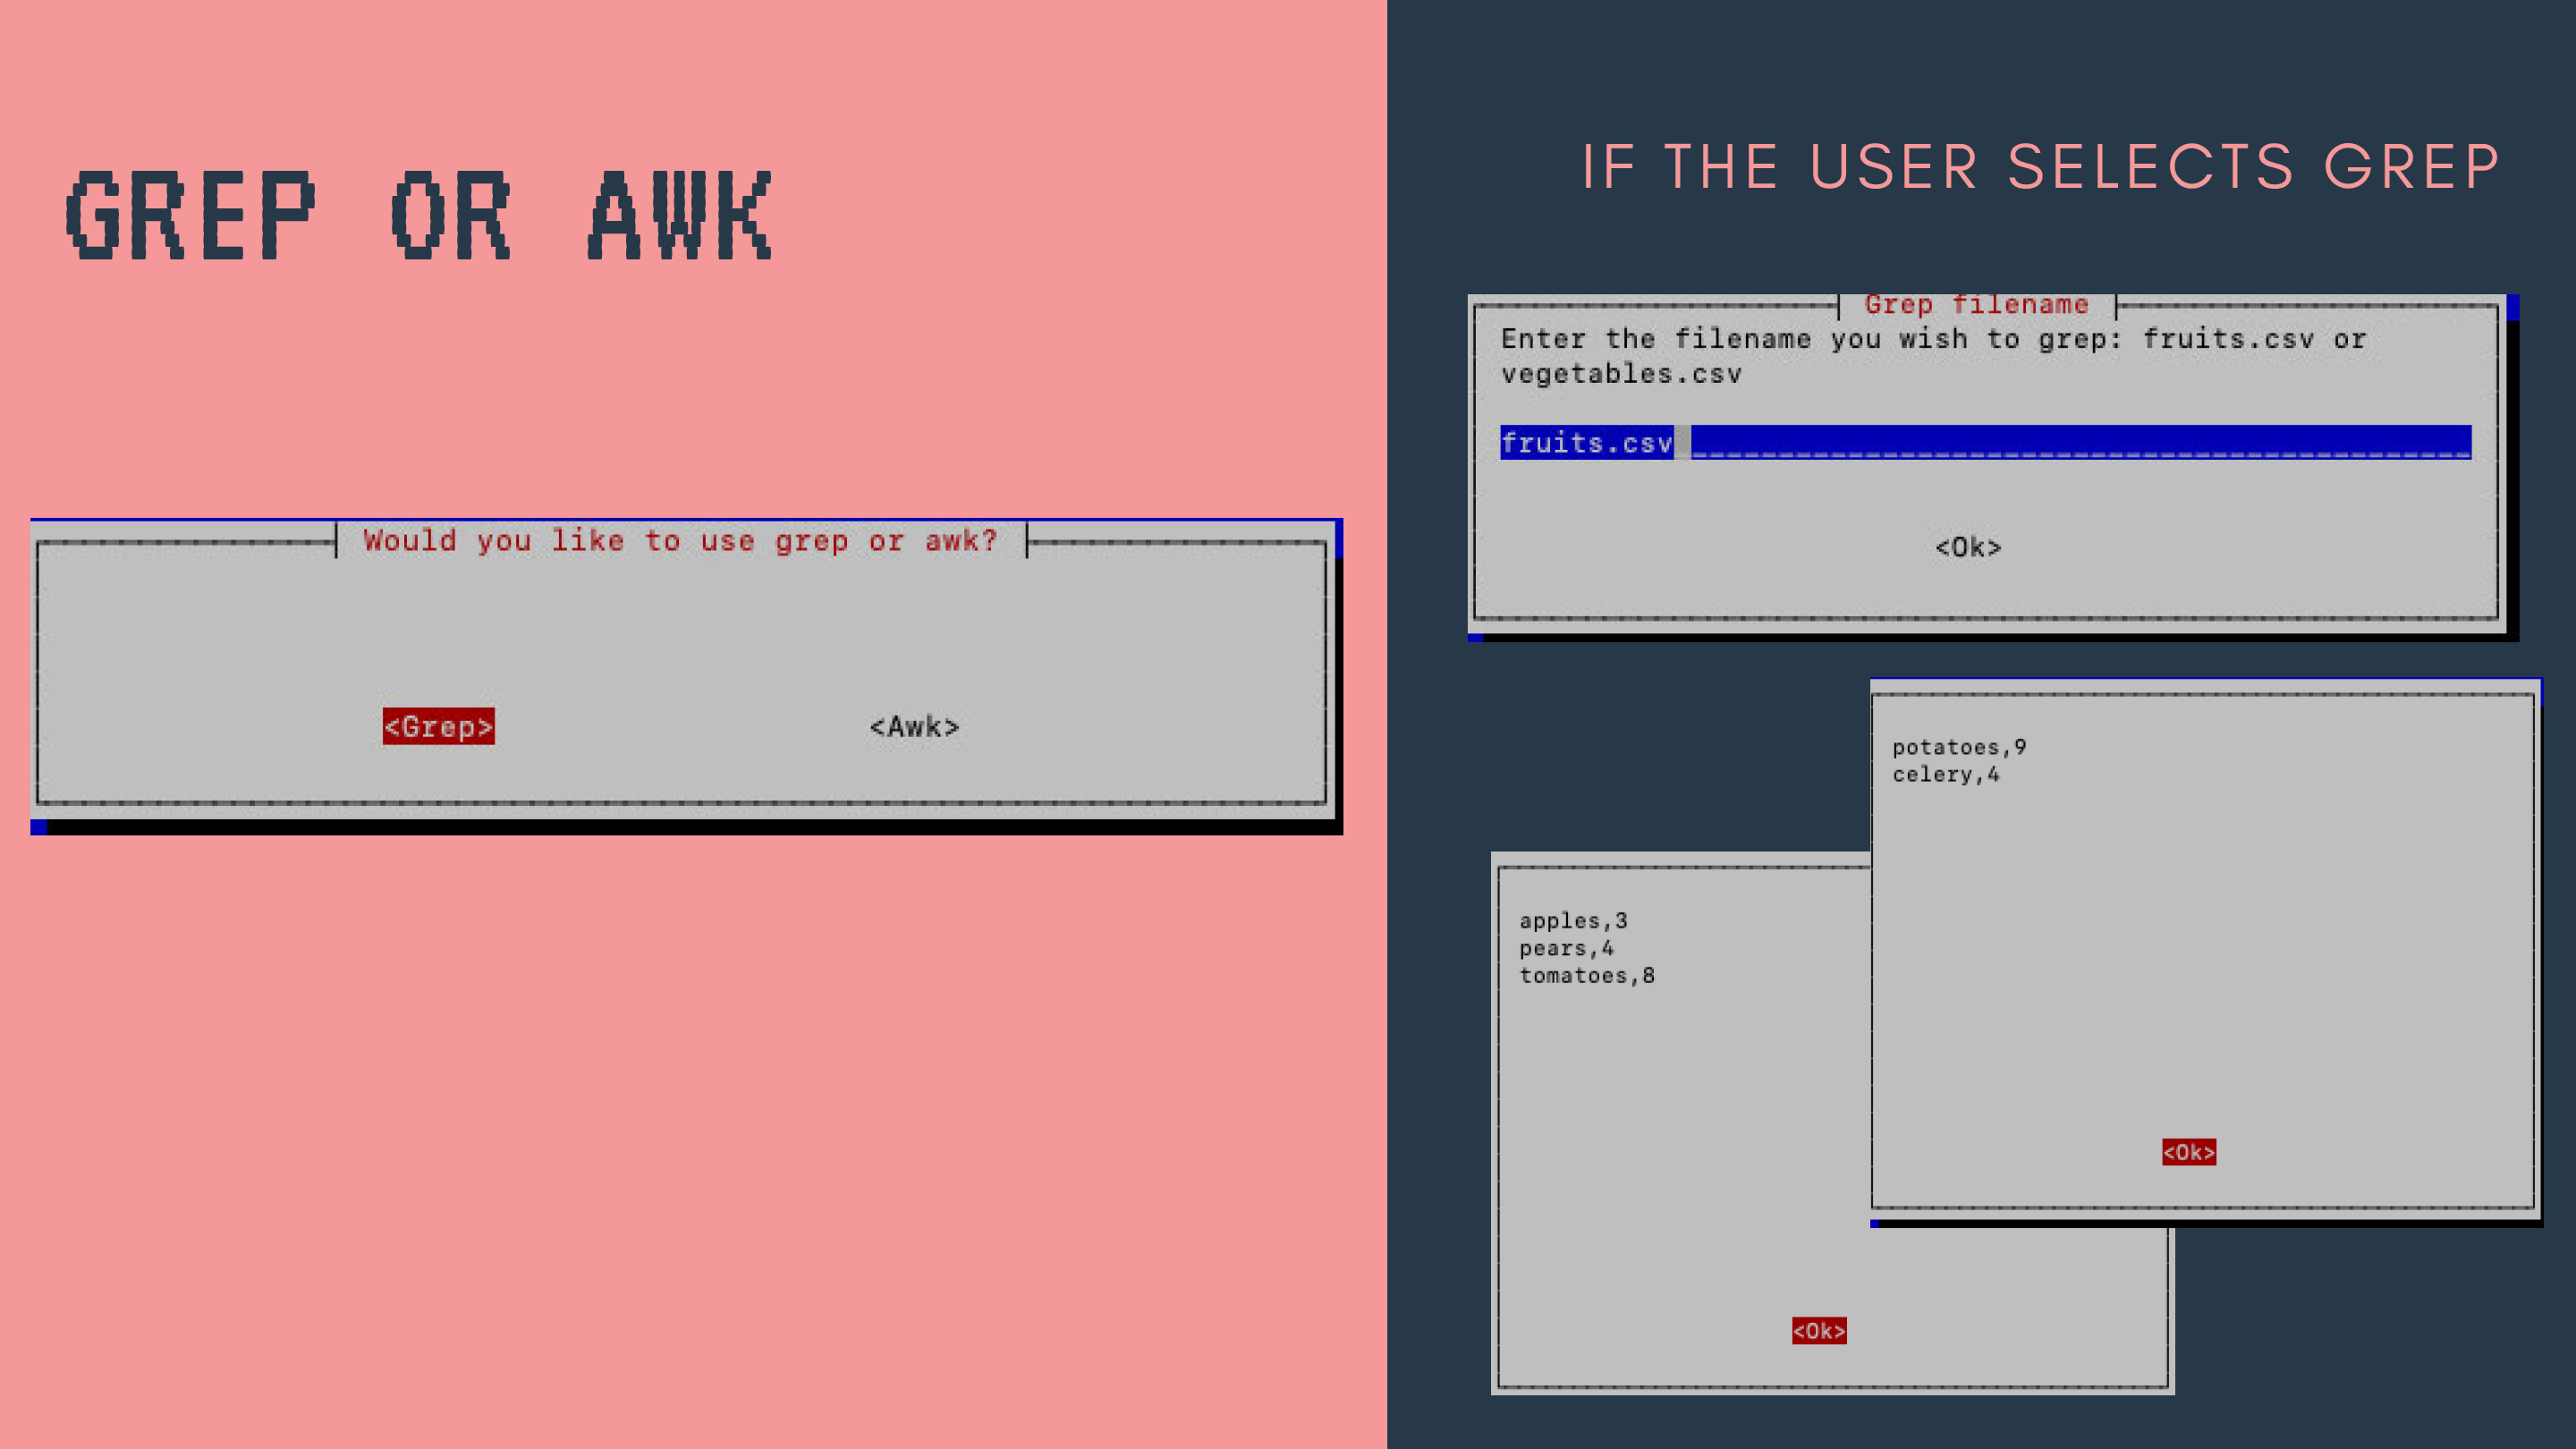 GREP OR AWK
Would you like to use grep or awk?
<Grep> <Awk>
IF THE USER SELECTS GREP
Grep filename
Enter the filename you wish to grep: fruits.csv or
vegetables.csv
fruits.csv
<Ok>
potatoes,9
celery,4
<Ok>
apples,3
pears,4
tomatoes,8
<Ok>